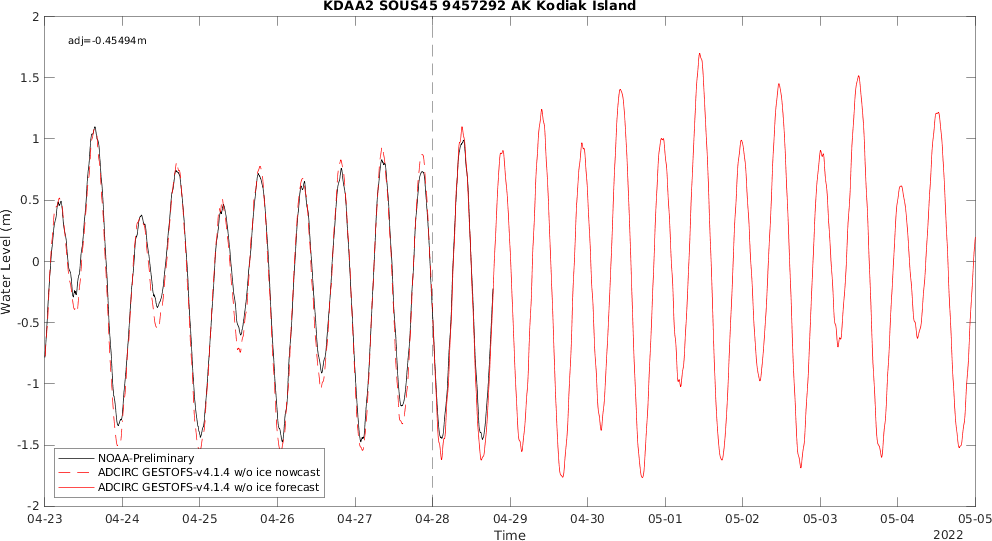 KDAA2 SOUS45 9457292 AK Kodiak Island
adj=-0.45494m
Water Level (m)
2
1.5
1
0.5
0
-0.5
-1
-1.5
-2
NOAA-Preliminary
ADCIRC GESTOFS-v4.1.4 w/o ice nowcast
ADCIRC GESTOFS-v4.1.4 w/o ice forecast
04-23 04-24 04-25 04-26 04-27 04-28 04-29 04-30 05-01 05-02 05-03 05-04 05-05
Time
2022